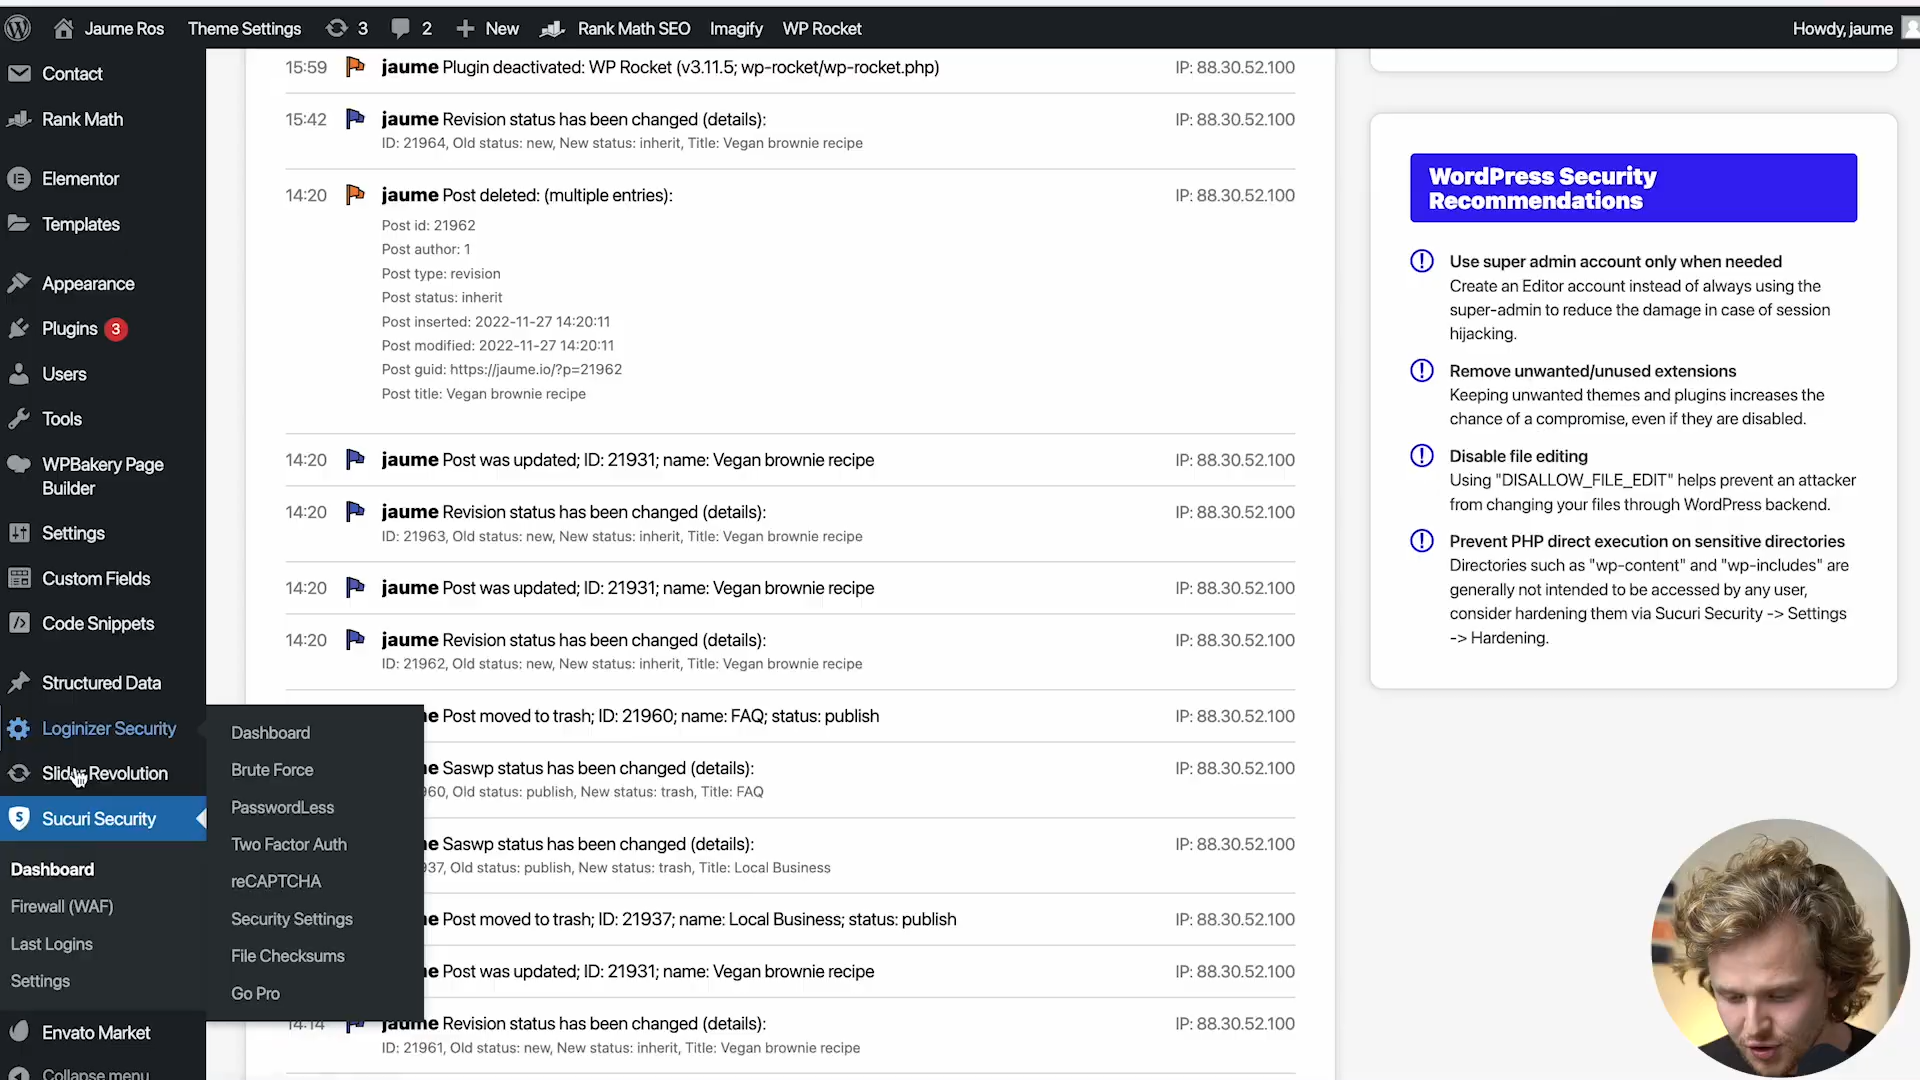 Jaume Ros
Theme Settings
3
2
New
Rank Math SEO
Imagify
WP Rocket
Howdy, jaume
Contact
Rank Math
Elementor
Templates
Appearance
Plugins 3
Users
Tools
WPBakery Page
Builder
Settings
Custom Fields
Code Snippets
Structured Data
Loginizer Security
Slider Revolution
Sucuri Security
Dashboard
Firewall (WAF)
Last Logins
Settings
Envato Market
Collapse menu
Dashboard
Brute Force
PasswordLess
Two Factor Auth
reCAPTCHA
Security Settings
File Checksums
Go Pro
15:59 jaume Plugin deactivated: WP Rocket (v3.11.5; wp-rocket/wp-rocket.php) IP: 88.30.52.100
15:42 jaume Revision status has been changed (details): IP: 88.30.52.100
ID: 21964, Old status: new, New status: inherit, Title: Vegan brownie recipe
14:20 jaume Post deleted: (multiple entries): IP: 88.30.52.100
Post id: 21962
Post author: 1
Post type: revision
Post status: inherit
Post inserted: 2022-11-27 14:20:11
Post modified: 2022-11-27 14:20:11
Post guid: https://jaume.io/?p=21962
Post title: Vegan brownie recipe
14:20 jaume Post was updated; ID: 21931; name: Vegan brownie recipe IP: 88.30.52.100
14:20 jaume Revision status has been changed (details): IP: 88.30.52.100
ID: 21963, Old status: new, New status: inherit, Title: Vegan brownie recipe
14:20 jaume Post was updated; ID: 21931; name: Vegan brownie recipe IP: 88.30.52.100
14:20 jaume Revision status has been changed (details): IP: 88.30.52.100
ID: 21962, Old status: new, New status: inherit, Title: Vegan brownie recipe
e Post moved to trash; ID: 21960; name: FAQ; status: publish IP: 88.30.52.100
e Saswp status has been changed (details): IP: 88.30.52.100
60, Old status: publish, New status: trash, Title: FAQ
e Saswp status has been changed (details): IP: 88.30.52.100
37, Old status: publish, New status: trash, Title: Local Business
e Post moved to trash; ID: 21937; name: Local Business; status: publish IP: 88.30.52.100
e Post was updated; ID: 21931; name: Vegan brownie recipe IP: 88.30.52.100
14:14 jaume Revision status has been changed (details): IP: 88.30.52.100
ID: 21961, Old status: new, New status: inherit, Title: Vegan brownie recipe
WordPress Security
Recommendations
Use super admin account only when needed
Create an Editor account instead of always using the
super-admin to reduce the damage in case of session
hijacking.
Remove unwanted/unused extensions
Keeping unwanted themes and plugins increases the
chance of a compromise, even if they are disabled.
Disable file editing
Using "DISALLOW_FILE_EDIT" helps prevent an attacker
from changing your files through WordPress backend.
Prevent PHP direct execution on sensitive directories
Directories such as "wp-content" and "wp-includes" are
generally not intended to be accessed by any user,
consider hardening them via Sucuri Security -> Settings
-> Hardening.